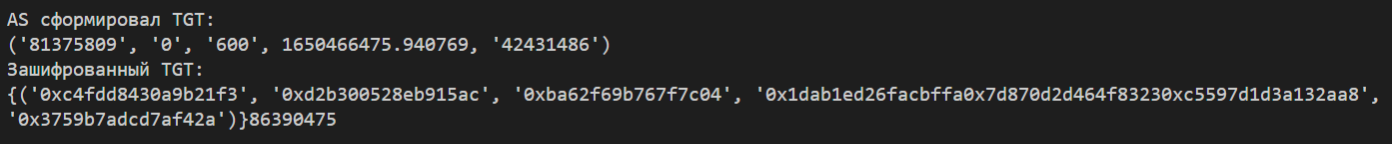 AS сформировал TGT:
('81375809', '0', '600', 1650466475.940769, '42431486')
Зашифрованный TGT:
{('0xc4fdd8430a9b21f3', '0xd2b300528eb915ac', '0xba62f69b767f7c04', '0x1dab1ed26facbffa0x7d870d2d464f83230xc5597d1d3a132aa8',
'0x3759b7adcd7af42a')}86390475